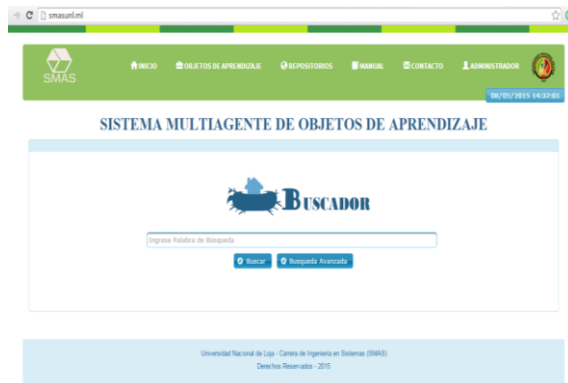 smasunl.ml
SMAS
INICIO OBJETOS DE APRENDIZAJE REPOSITORIOS MANUAL CONTACTO ADMINISTRADOR
08/05/2015 14:37:01
SISTEMA MULTIAGENTE DE OBJETOS DE APRENDIZAJE
BUSCADOR
Ingrese Palabra de Búsqueda
Buscar Búsqueda Avanzada
Universidad Nacional de Loja - Carrera de Ingeniería en Sistemas (SMAS)
Derechos Reservados - 2015